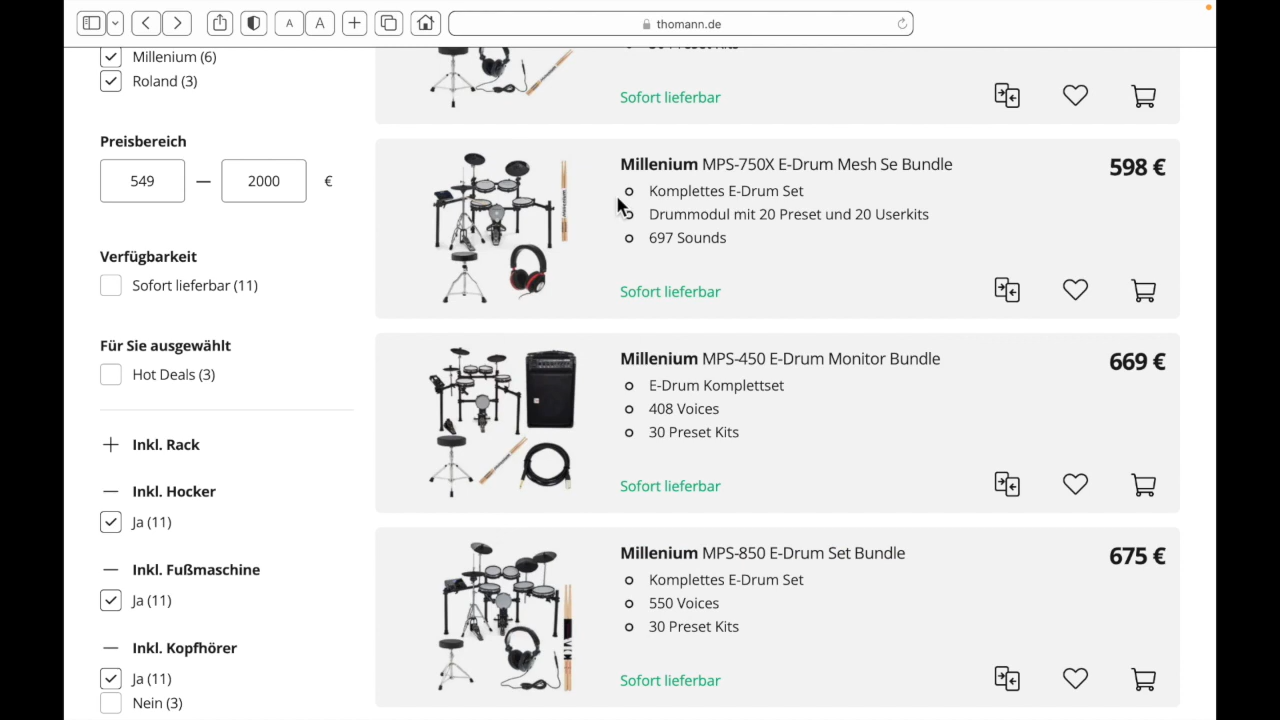 A A
thomann.de
Millenium (6)
Roland (3)
Preisbereich
549 — 2000 €
Verfügbarkeit
Sofort lieferbar (11)
Für Sie ausgewählt
Hot Deals (3)
Inkl. Rack
Inkl. Hocker
Ja (11)
Inkl. Fußmaschine
Ja (11)
Inkl. Kopfhörer
Ja (11)
Nein (3)
Sofort lieferbar
Millenium MPS-750X E-Drum Mesh Se Bundle 598 €
Komplettes E-Drum Set
Drummodul mit 20 Preset und 20 Userkits
697 Sounds
Sofort lieferbar
Millenium MPS-450 E-Drum Monitor Bundle 669 €
E-Drum Komplettset
408 Voices
30 Preset Kits
Sofort lieferbar
Millenium MPS-850 E-Drum Set Bundle 675 €
Komplettes E-Drum Set
550 Voices
30 Preset Kits
Sofort lieferbar